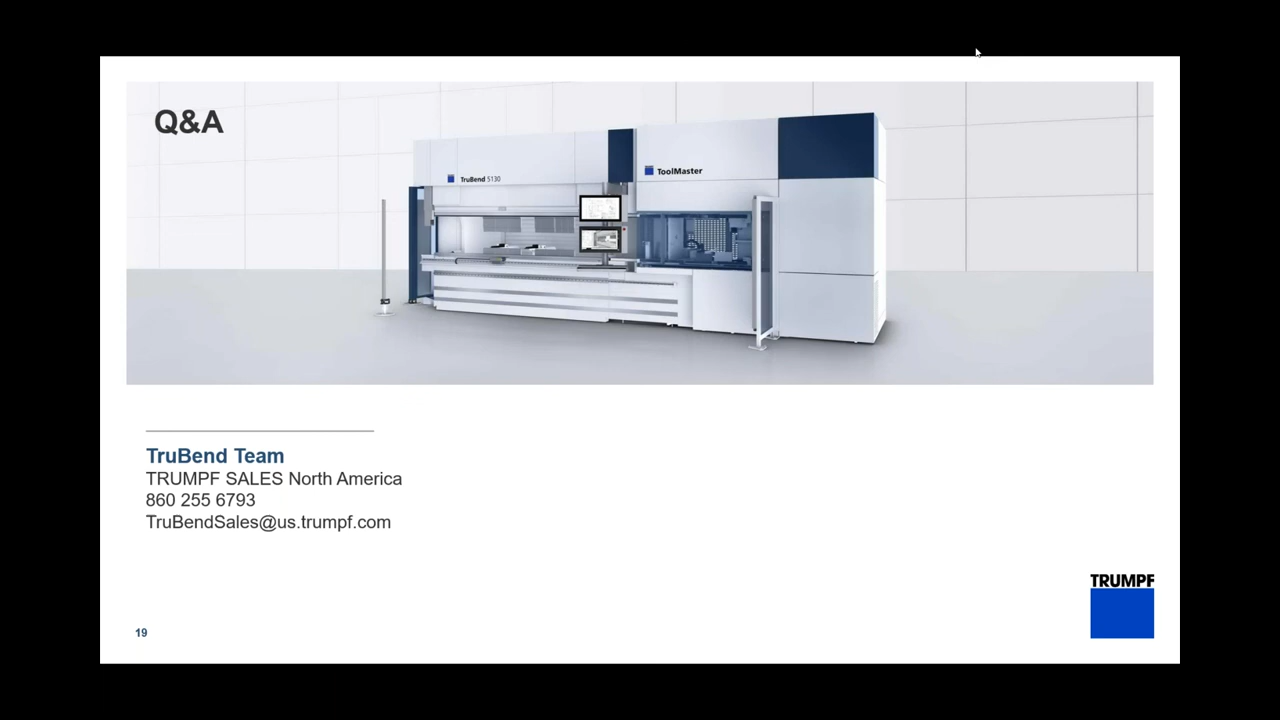 Q&A
TruBend 5130
ToolMaster
TruBend Team
TRUMPF SALES North America
860 255 6793
TruBendSales@us.trumpf.com
TRUMPF
19